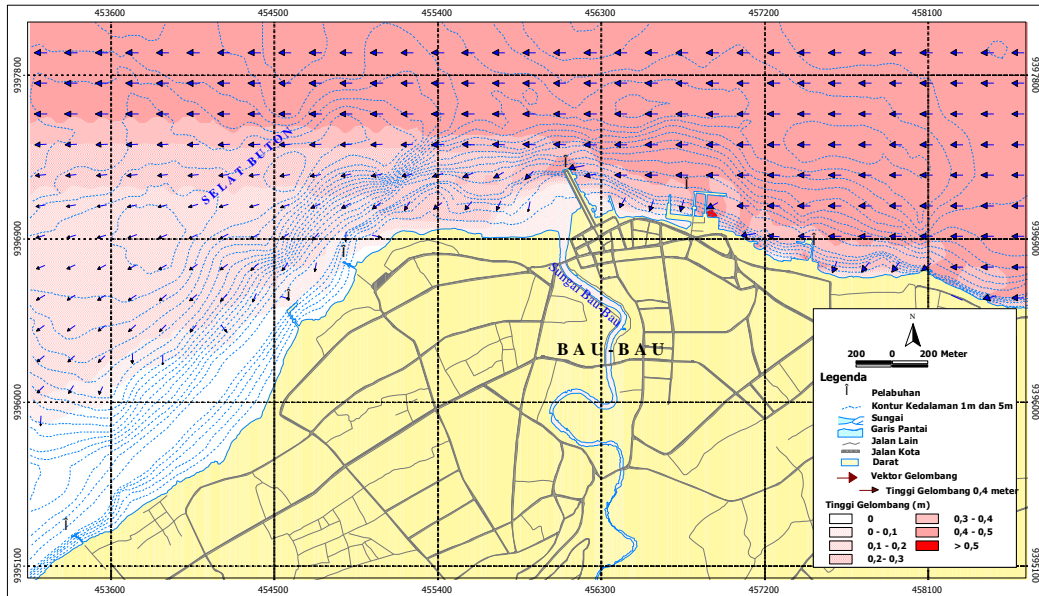 453600 454500 455400 456300 457200 458100
9397800 9397800
SELAT BUTON
9396900 9396900
Sungai Bau-Bau
BAU-BAU
9396000 9396000
9395100 9395100
N
200 0 200 Meter
Legenda
Pelabuhan
Kontur Kedalaman 1m dan 5m
Sungai
Garis Pantai
Jalan Lain
Jalan Kota
Darat
Vektor Gelombang
Tinggi Gelombang 0,4 meter
Tinggi Gelombang (m)
0 0,3 - 0,4
0 - 0,1 0,4 - 0,5
0,1 - 0,2 > 0,5
0,2- 0,3
453600 454500 455400 456300 457200 458100